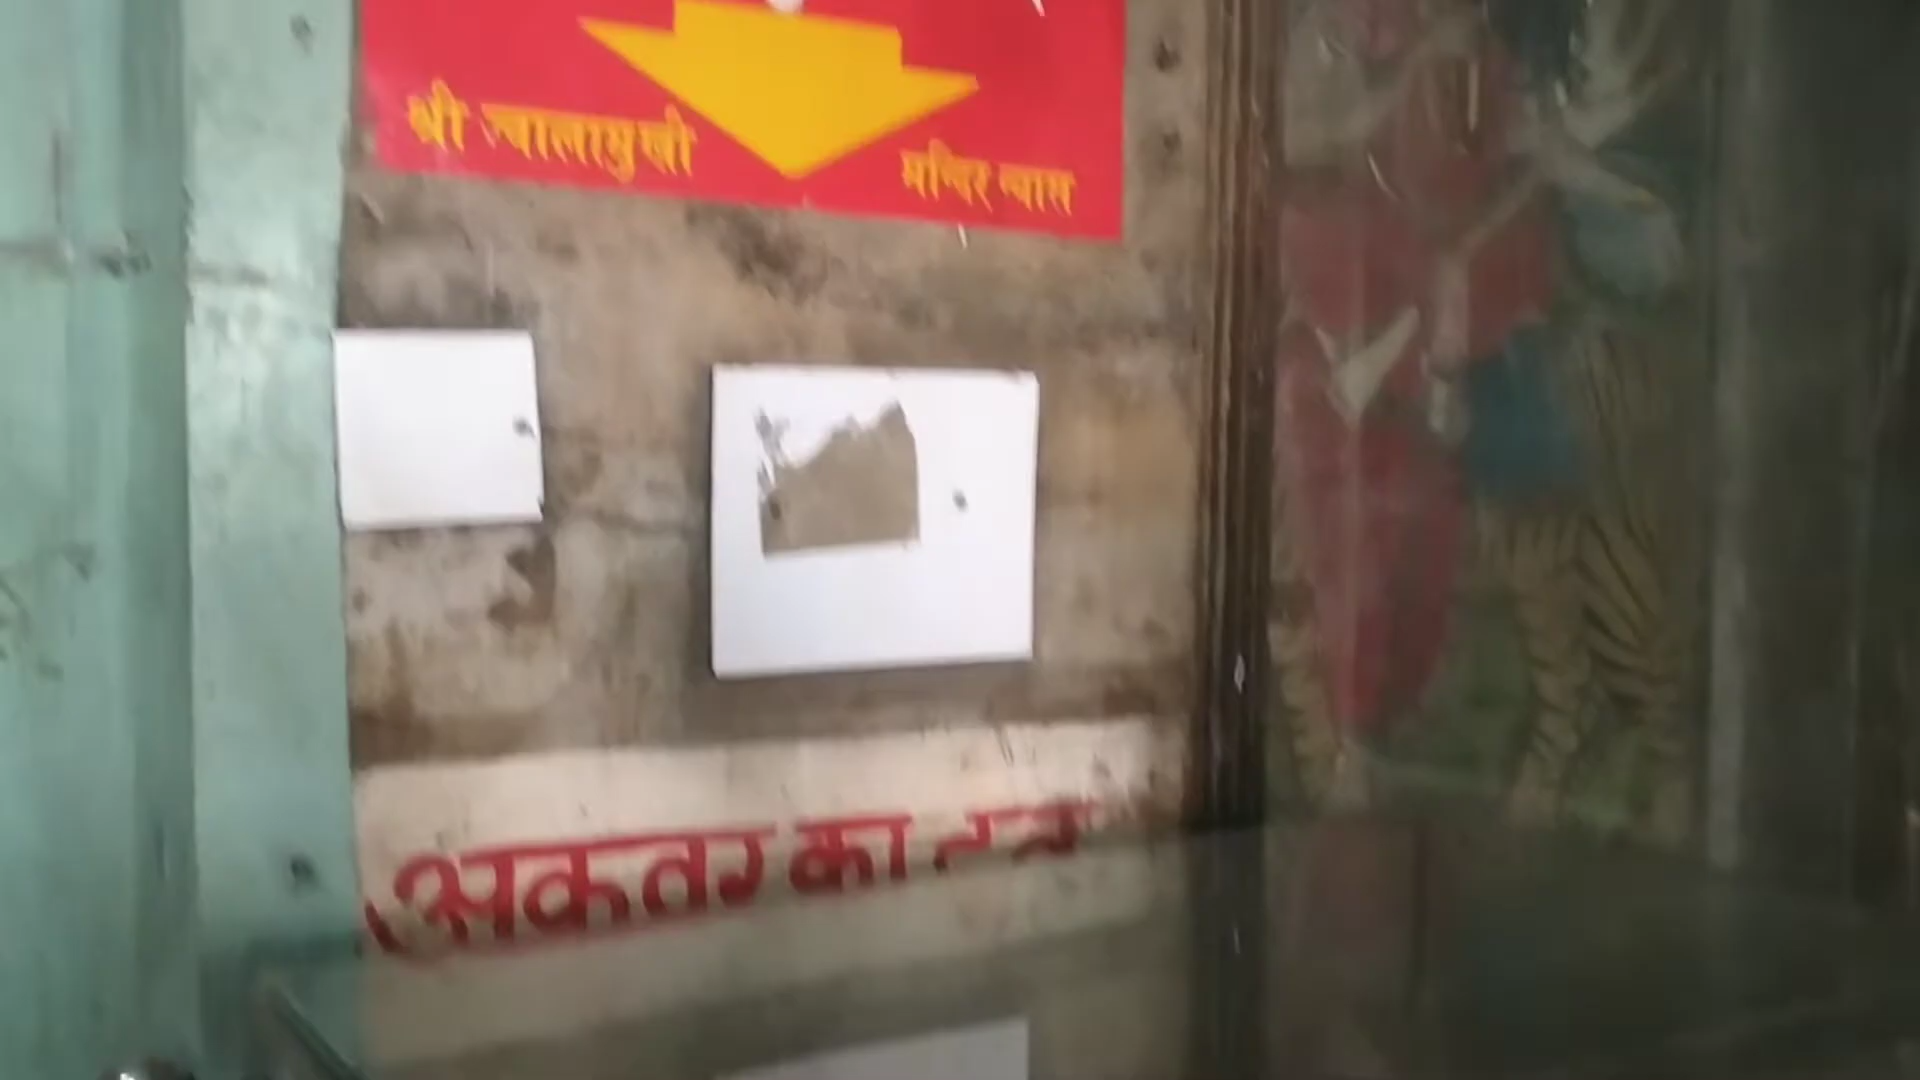 श्री ज्वालामुखी मन्दिर न्यास
अकबर का